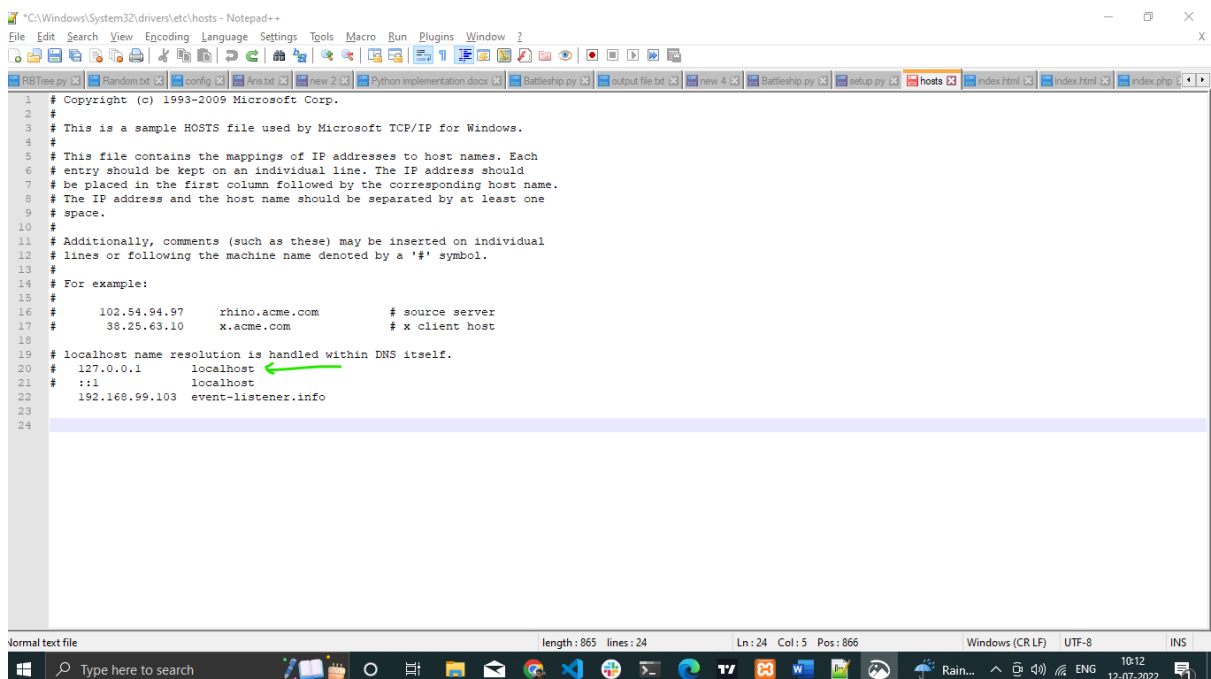 *C:\Windows\System32\drivers\etc\hosts - Notepad++
File Edit Search View Encoding Language Settings Tools Macro Run Plugins Window ?
X
RBTree.py Random.txt config Ans.txt new 2 Python implementation.docx Battleship.py output file.txt new 4 Battleship.py setup.py hosts index.html index.html index.php
1 # Copyright (c) 1993-2009 Microsoft Corp.
2 #
3 # This is a sample HOSTS file used by Microsoft TCP/IP for Windows.
4 #
5 # This file contains the mappings of IP addresses to host names. Each
6 # entry should be kept on an individual line. The IP address should
7 # be placed in the first column followed by the corresponding host name.
8 # The IP address and the host name should be separated by at least one
9 # space.
10 #
11 # Additionally, comments (such as these) may be inserted on individual
12 # lines or following the machine name denoted by a '#' symbol.
13 #
14 # For example:
15 #
16 # 102.54.94.97 rhino.acme.com # source server
17 # 38.25.63.10 x.acme.com # x client host
18
19 # localhost name resolution is handled within DNS itself.
20 # 127.0.0.1 localhost
21 # ::1 localhost
22 192.168.99.103 event-listener.info
23
24
Normal text file length : 865 lines : 24 Ln : 24 Col : 5 Pos : 866 Windows (CR LF) UTF-8 INS
Type here to search Rain... ENG 10:12
12-07-2022